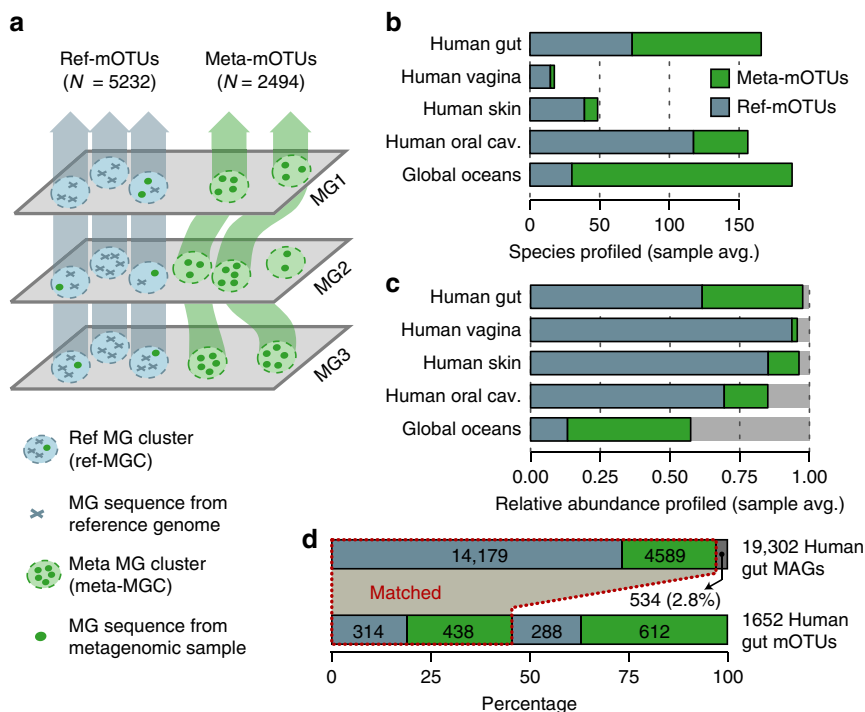 a
Ref-mOTUs
(N = 5232)
Meta-mOTUs
(N = 2494)
MG1
MG2
MG3
Ref MG cluster
(ref-MGC)
MG sequence from
reference genome
Meta MG cluster
(meta-MGC)
MG sequence from
metagenomic sample
b
Human gut
Human vagina
Human skin
Human oral cav.
Global oceans
Meta-mOTUs
Ref-mOTUs
0 50 100 150
Species profiled (sample avg.)
c
Human gut
Human vagina
Human skin
Human oral cav.
Global oceans
0.00 0.25 0.50 0.75 1.00
Relative abundance profiled (sample avg.)
d
14,179 4589
19,302 Human
gut MAGs
Matched
534 (2.8%)
314 438 288 612
1652 Human
gut mOTUs
0 25 50 75 100
Percentage